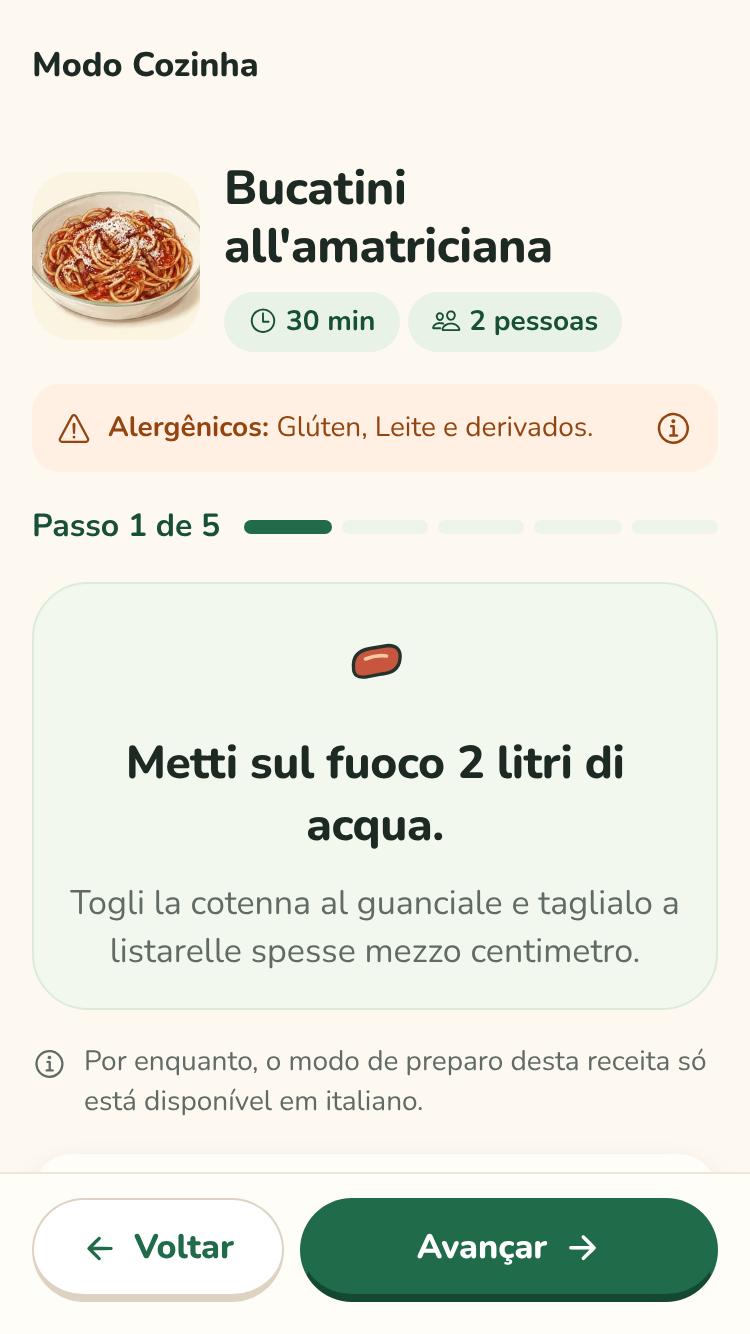 Modo Cozinha
Bucatini
all'amatriciana
30 min
2 pessoas
Alergênicos: Glúten, Leite e derivados.
Passo 1 de 5
Metti sul fuoco 2 litri di
acqua.
Togli la cotenna al guanciale e taglialo a
listarelle spesse mezzo centimetro.
Por enquanto, o modo de preparo desta receita só
está disponível em italiano.
Voltar
Avançar